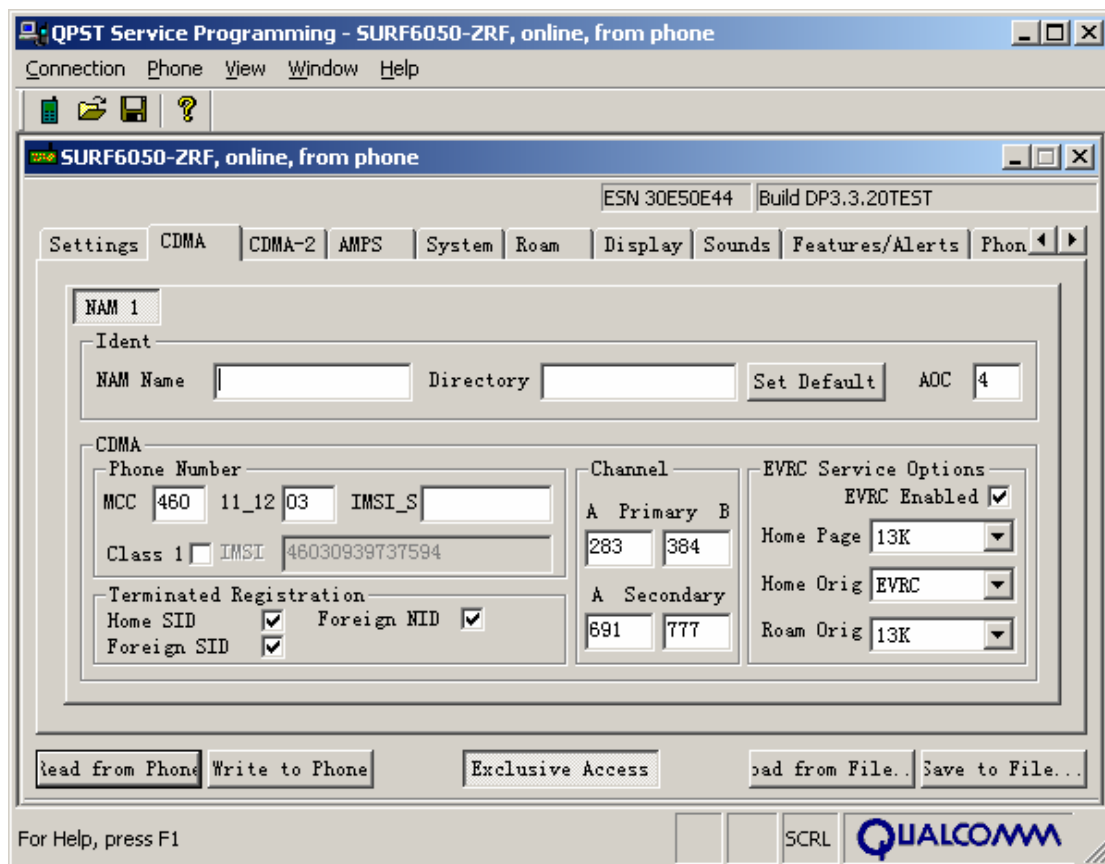 QPST Service Programming - SURF6050-ZRF, online, from phone
Connection Phone View Window Help
SURF6050-ZRF, online, from phone
ESN 30E50E44 Build DP3.3.20TEST
Settings CDMA CDMA-2 AMPS System Roam Display Sounds Features/Alerts Phon
NAM 1
Ident
NAM Name Directory Set Default AOC 4
CDMA
Phone Number Channel EVRC Service Options
MCC 460 11_12 03 IMSI_S EVRC Enabled
A Primary B
283 384 Home Page 13K
Class 1 IMSI 46030939737594
Terminated Registration A Secondary Home Orig EVRC
Home SID Foreign NID
691 777 Roam Orig 13K
Foreign SID
Read from Phone Write to Phone Exclusive Access oad from File.. Save to File...
For Help, press F1 SCRL QUALCOMM